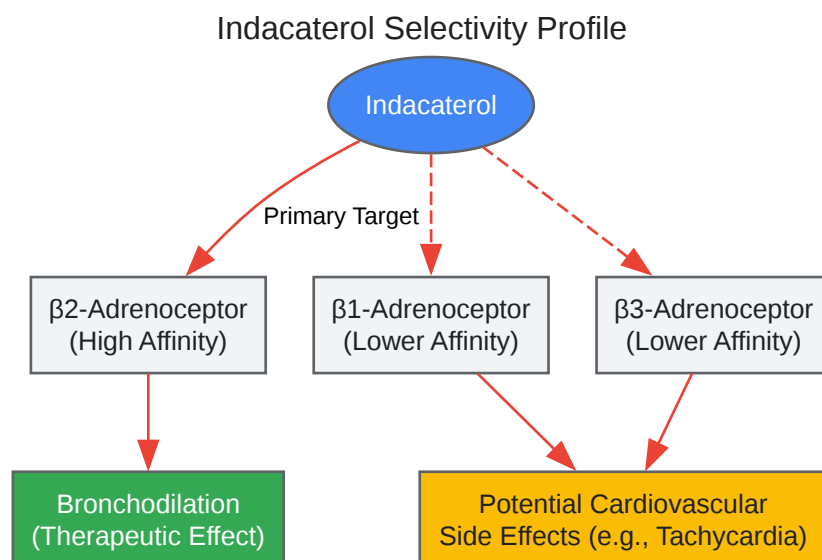 Indacaterol Selectivity Profile
Indacaterol
Primary Target
β2-Adrenoceptor
(High Affinity)
β1-Adrenoceptor
(Lower Affinity)
β3-Adrenoceptor
(Lower Affinity)
Bronchodilation
(Therapeutic Effect)
Potential Cardiovascular
Side Effects (e.g., Tachycardia)